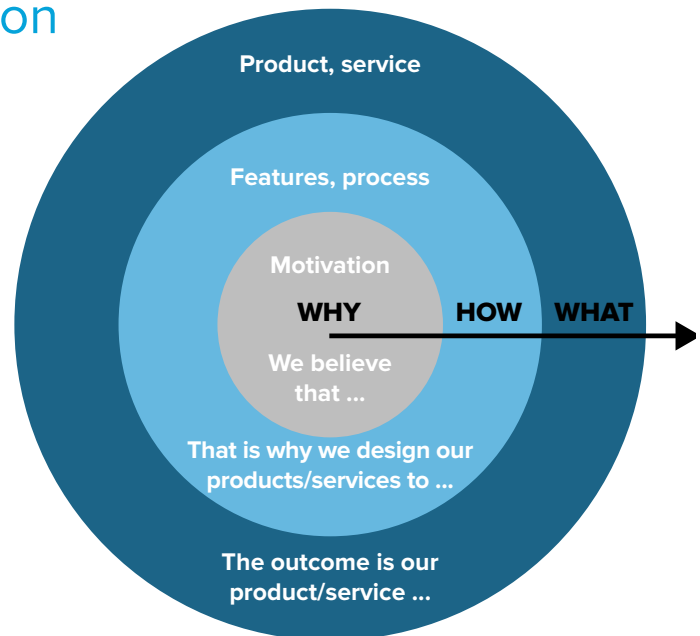 on
Product, service
Features, process
Motivation
WHY HOW WHAT
We believe
that ...
That is why we design our
products/services to ...
The outcome is our
product/service ...